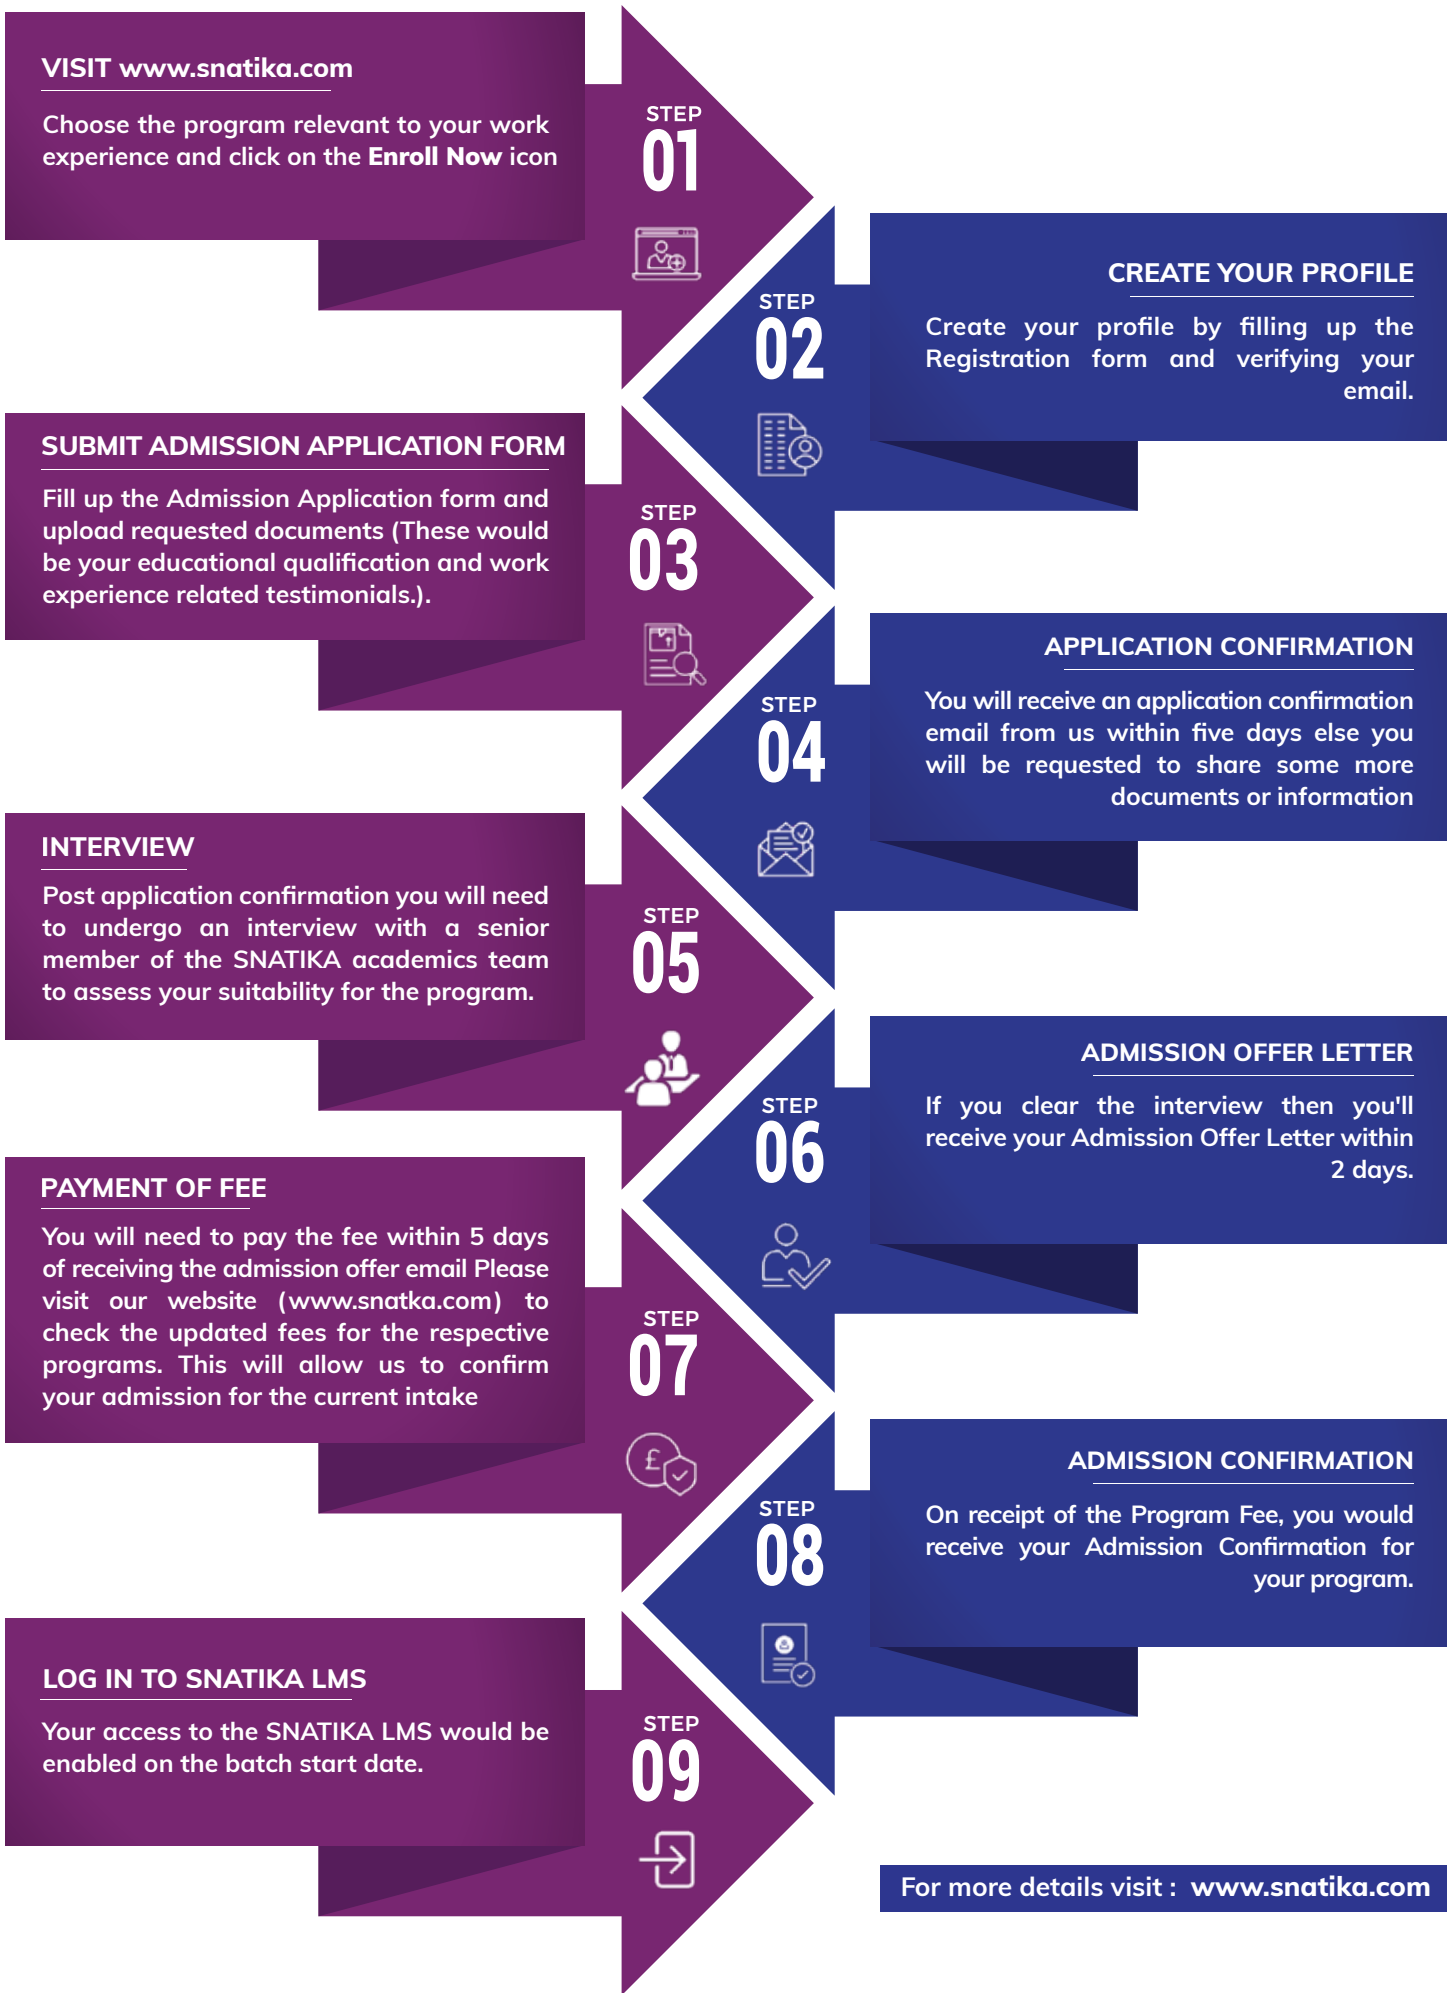 VISIT www.snatika.com
Choose the program relevant to your work
experience and click on the Enroll Now icon
STEP
01
CREATE YOUR PROFILE
Create your profile by filling up the
Registration form and verifying your
email.
STEP
02
SUBMIT ADMISSION APPLICATION FORM
Fill up the Admission Application form and
upload requested documents (These would
be your educational qualification and work
experience related testimonials.).
STEP
03
APPLICATION CONFIRMATION
You will receive an application confirmation
email from us within five days else you
will be requested to share some more
documents or information
STEP
04
INTERVIEW
Post application confirmation you will need
to undergo an interview with a senior
member of the SNATIKA academics team
to assess your suitability for the program.
STEP
05
ADMISSION OFFER LETTER
If you clear the interview then you'll
receive your Admission Offer Letter within
2 days.
STEP
06
PAYMENT OF FEE
You will need to pay the fee within 5 days
of receiving the admission offer email Please
visit our website (www.snatka.com) to
check the updated fees for the respective
programs. This will allow us to confirm
your admission for the current intake
STEP
07
£
ADMISSION CONFIRMATION
On receipt of the Program Fee, you would
receive your Admission Confirmation for
your program.
STEP
08
LOG IN TO SNATIKA LMS
Your access to the SNATIKA LMS would be
enabled on the batch start date.
STEP
09
For more details visit : www.snatika.com